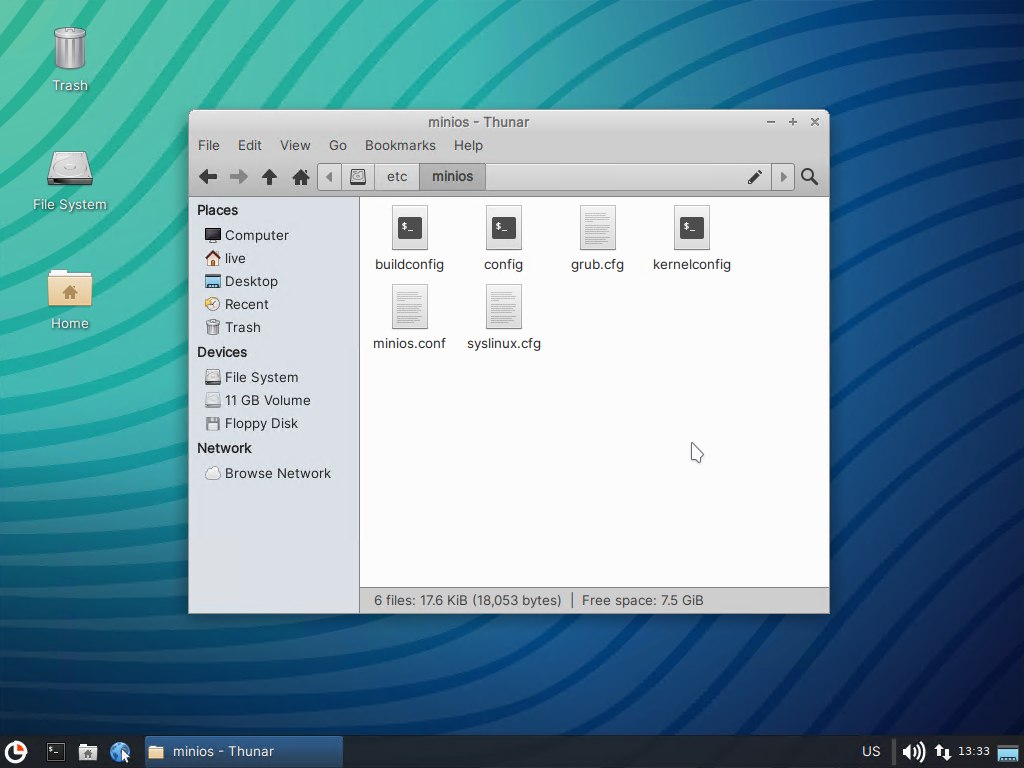 Trash
File System
Home
minios - Thunar
File Edit View Go Bookmarks Help
etc minios
Places
Computer
live
Desktop
Recent
Trash
Devices
File System
11 GB Volume
Floppy Disk
Network
Browse Network
$_ $_ $_
buildconfig config grub.cfg kernelconfig
minios.conf syslinux.cfg
6 files: 17.6 KiB (18,053 bytes) | Free space: 7.5 GiB
minios - Thunar
US
13:33